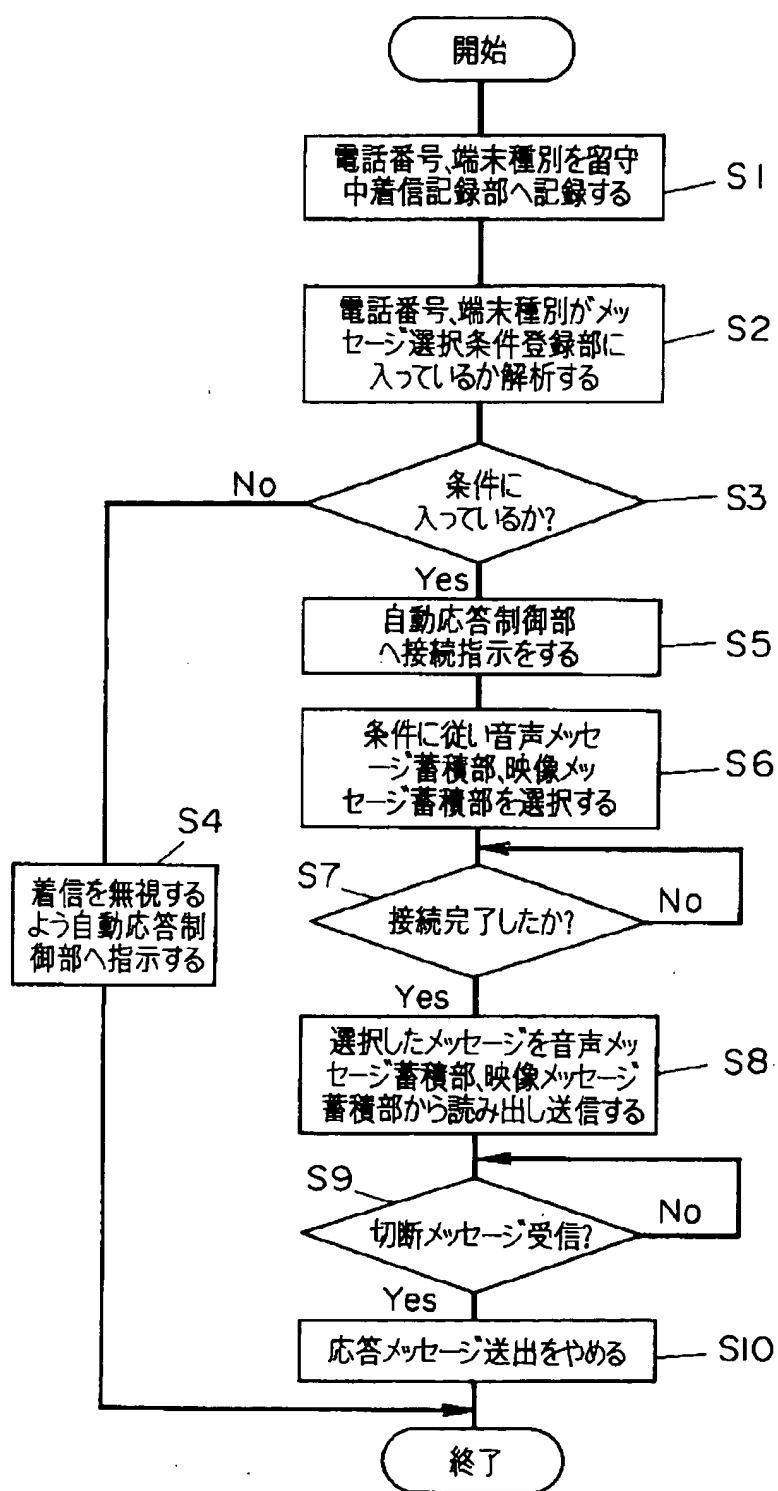 開始
電話番号、端末種別を留守
中着信記録部へ記録する
S1
電話番号、端末種別がメッ
セージ選択条件登録部に
入っているか解析する
S2
条件に
入っているか?
S3
No
Yes
自動応答制御部
へ接続指示をする
S5
条件に従い音声メッセ
ージ蓄積部、映像メッ
セージ蓄積部を選択する
S6
S4
着信を無視する
よう自動応答制
御部へ指示する
S7
接続完了したか?
No
Yes
選択したメッセージを音声メッ
セージ蓄積部、映像メッセージ
蓄積部から読み出し送信する
S8
S9
切断メッセージ受信?
No
Yes
応答メッセージ送出をやめる
S10
終了